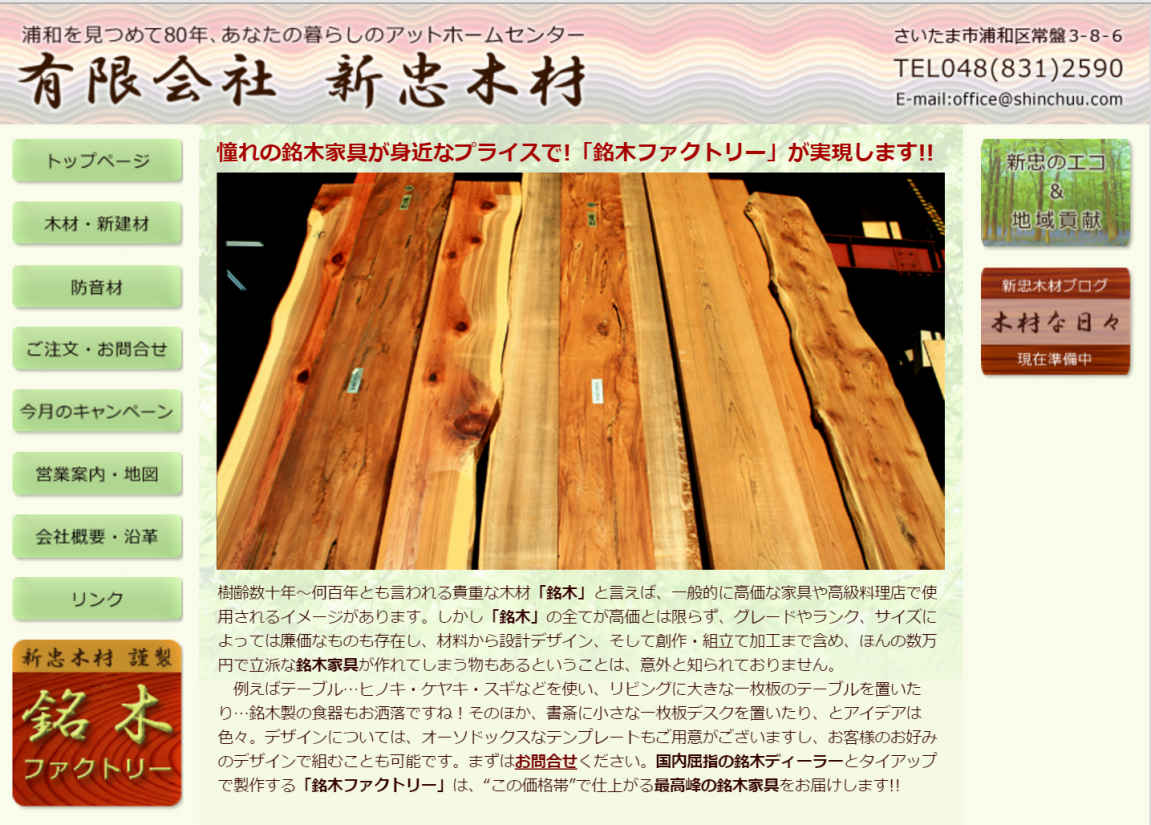 浦和を見つめて80年、あなたの暮らしのアットホームセンター
有限会社 新忠木材
さいたま市浦和区常盤3-8-6
TEL048(831)2590
E-mail:office@shinchuu.com
トップページ
木材・新建材
防音材
ご注文・お問合せ
今月のキャンペーン
営業案内・地図
会社概要・沿革
リンク
新忠木材 謹製
銘木
ファクトリー
憧れの銘木家具が身近なプライスで!「銘木ファクトリー」が実現します!!
樹齢数十年～何百年とも言われる貴重な木材「銘木」と言えば、一般的に高価な家具や高級料理店で使
用されるイメージがあります。しかし「銘木」の全てが高価とは限らず、グレードやランク、サイズに
よっては廉価なものも存在し、材料から設計デザイン、そして創作・組立て加工まで含め、ほんの数万
円で立派な銘木家具が作れてしまう物もあるということは、意外と知られておりません。
　例えばテーブル…ヒノキ・ケヤキ・スギなどを使い、リビングに大きな一枚板のテーブルを置いた
り…銘木製の食器もお洒落ですね！そのほか、書斎に小さな一枚板デスクを置いたり、とアイデアは
色々。デザインについては、オーソドックスなテンプレートもご用意がございますし、お客様のお好み
のデザインで組むことも可能です。まずはお問合せください。国内屈指の銘木ディーラーとタイアップ
で製作する「銘木ファクトリー」は、“この価格帯”で仕上がる最高峰の銘木家具をお届けします!!
新忠のエコ
&
地域貢献
新忠木材ブログ
木材な日々
現在準備中